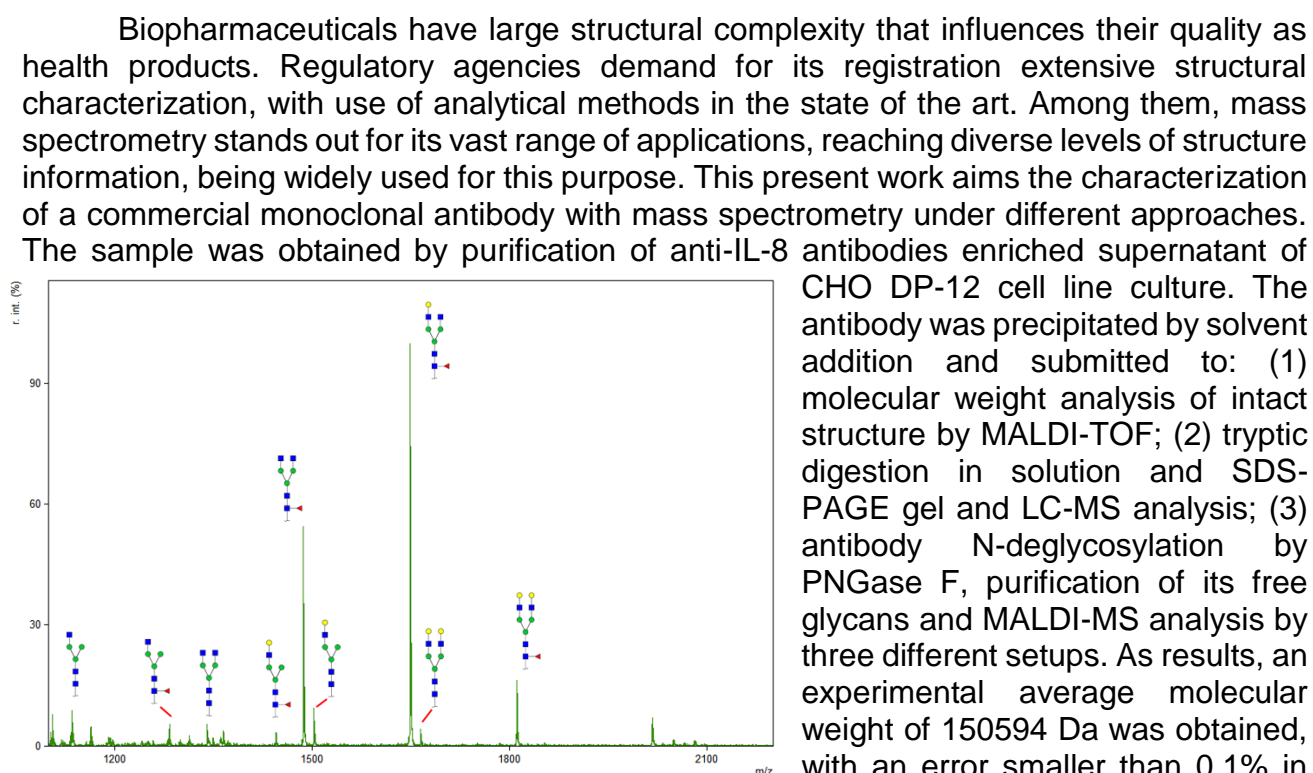 Biopharmaceuticals have large structural complexity that influences their quality as
health products. Regulatory agencies demand for its registration extensive structural
characterization, with use of analytical methods in the state of the art. Among them, mass
spectrometry stands out for its vast range of applications, reaching diverse levels of structure
information, being widely used for this purpose. This present work aims the characterization
of a commercial monoclonal antibody with mass spectrometry under different approaches.
The sample was obtained by purification of anti-IL-8 antibodies enriched supernatant of
CHO DP-12 cell line culture. The
antibody was precipitated by solvent
addition and submitted to: (1)
molecular weight analysis of intact
structure by MALDI-TOF; (2) tryptic
digestion in solution and SDS-
PAGE gel and LC-MS analysis; (3)
antibody N-deglycosylation by
PNGase F, purification of its free
glycans and MALDI-MS analysis by
three different setups. As results, an
experimental average molecular
weight of 150594 Da was obtained,
with an error smaller than 0.1% in
r. int. (%)
90
60
30
0
1200 1500 1800 2100
m/z